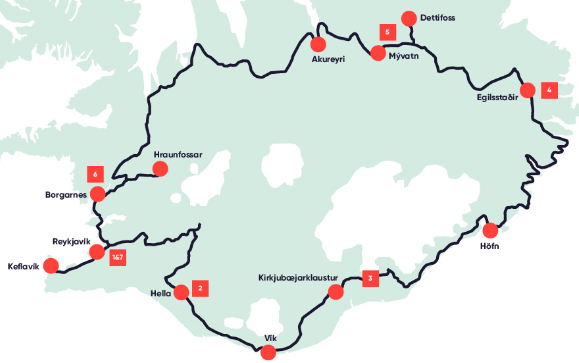 Dettifoss
5
Mývatn
Akureyri
Egilsstaðir
4
Hraunfossar
6
Borgarnes
Reykjavík
1&7
Keflavík
Höfn
Kirkjubæjarklaustur
3
Hella
2
Vík